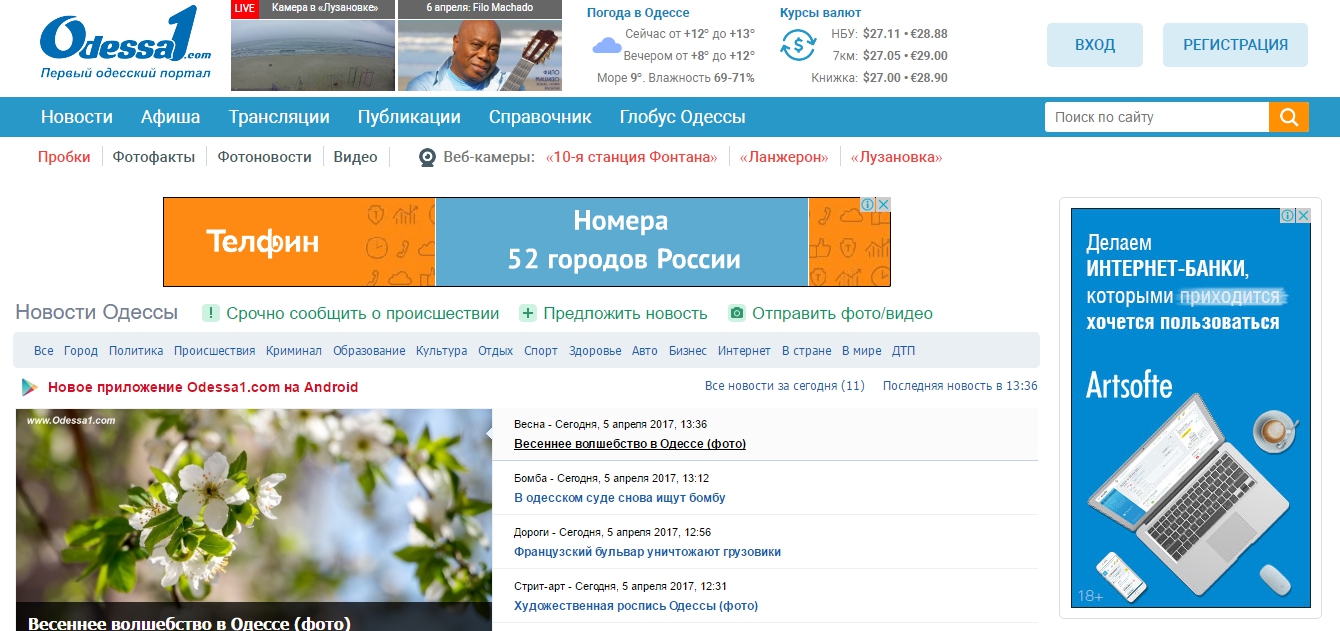 Odessa1.com
Первый одесский портал
LIVE Камера в «Лузановке»
6 апреля: Filo Machado
ФИЛО
МАШАДО
Погода в Одессе
Сейчас от +12° до +13°
Вечером от +8° до +12°
Море 9°. Влажность 69-71%
Курсы валют
НБУ: $27.11 • €28.88
7км: $27.05 • €29.00
Книжка: $27.00 • €28.90
ВХОД
РЕГИСТРАЦИЯ
Новости Афиша Трансляции Публикации Справочник Глобус Одессы
Поиск по сайту
Пробки Фотофакты Фотоновости Видео Веб-камеры: «10-я станция Фонтана» «Ланжерон» «Лузановка»
Телфин
Номера
52 городов России
Делаем
ИНТЕРНЕТ-БАНКИ,
которыми приходится
хочется пользоваться
Artsofte
18+
Новости Одессы ! Срочно сообщить о происшествии + Предложить новость Отправить фото/видео
Все Город Политика Происшествия Криминал Образование Культура Отдых Спорт Здоровье Авто Бизнес Интернет В стране В мире ДТП
Новое приложение Odessa1.com на Android
Все новости за сегодня (11) Последняя новость в 13:36
www.Odessa1.com
Весеннее волшебство в Одессе (фото)
Весна - Сегодня, 5 апреля 2017, 13:36
Весеннее волшебство в Одессе (фото)
Бомба - Сегодня, 5 апреля 2017, 13:12
В одесском суде снова ищут бомбу
Дороги - Сегодня, 5 апреля 2017, 12:56
Французский бульвар уничтожают грузовики
Стрит-арт - Сегодня, 5 апреля 2017, 12:31
Художественная роспись Одессы (фото)